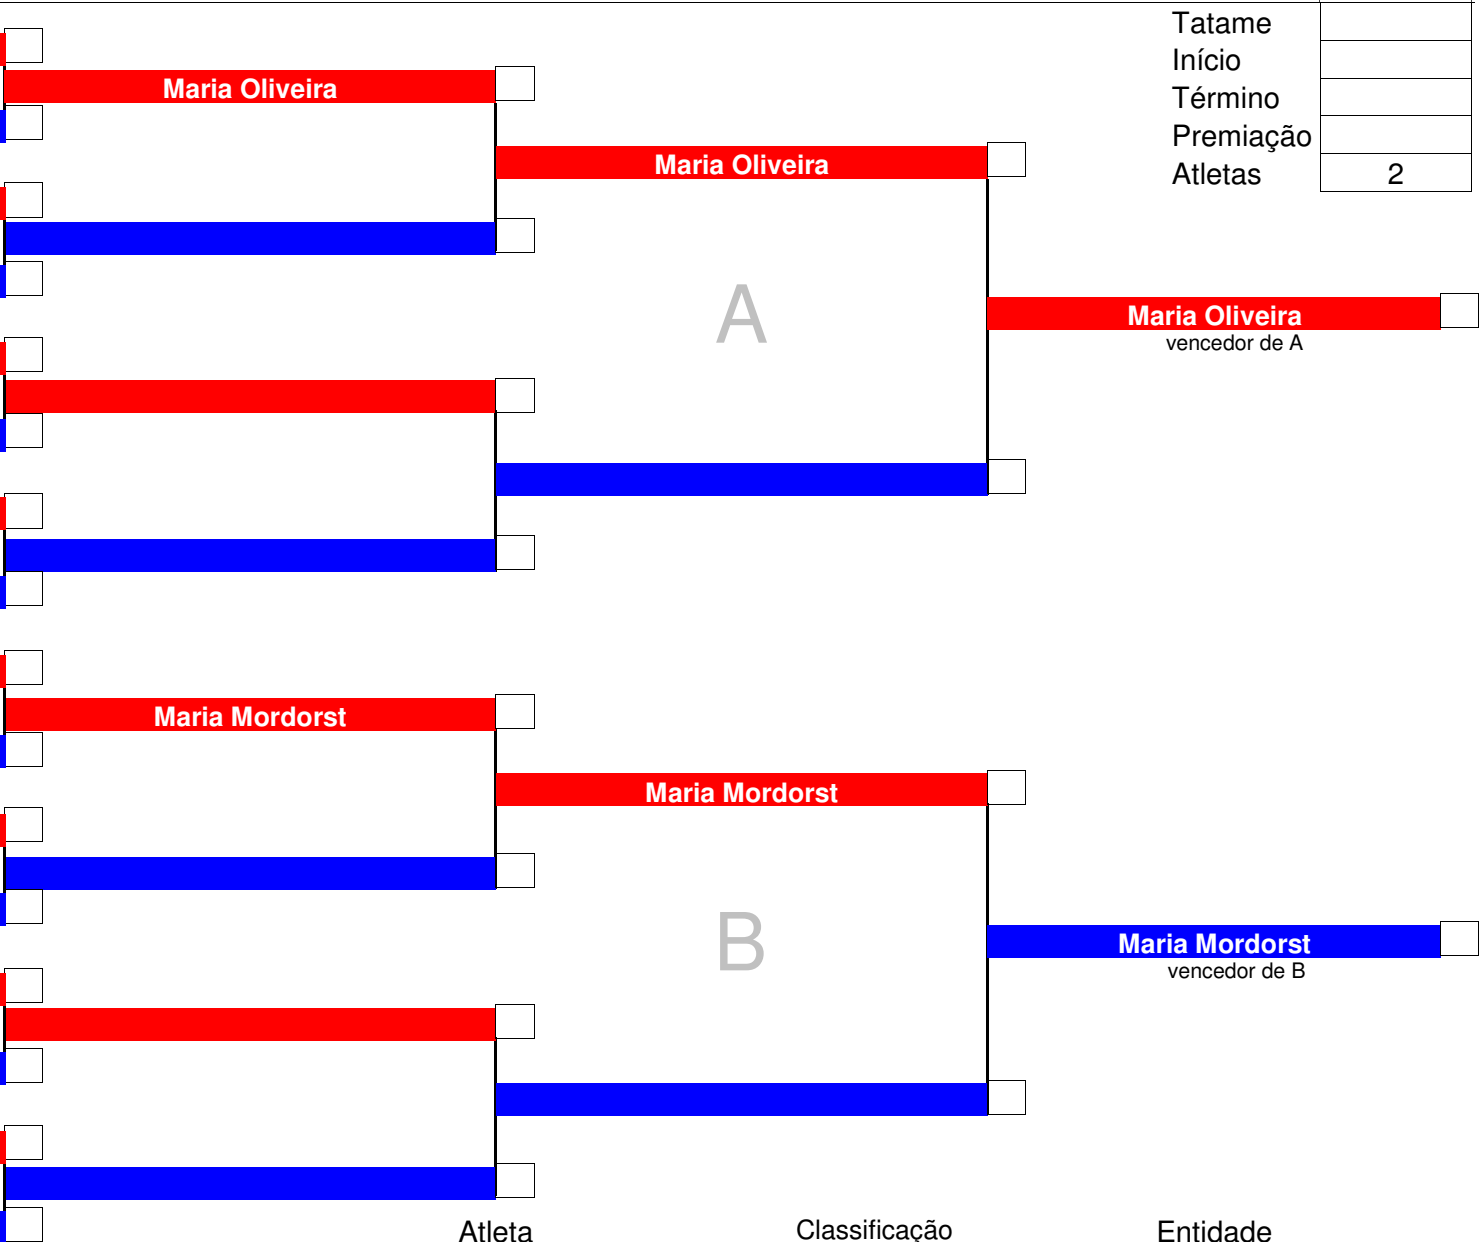 Tatame
Início
Maria Oliveira
Término
Premiação
Maria Oliveira
Atletas 2
A
Maria Oliveira
vencedor de A
Maria Mordorst
Maria Mordorst
B
Maria Mordorst
vencedor de B
Atleta Classificação Entidade